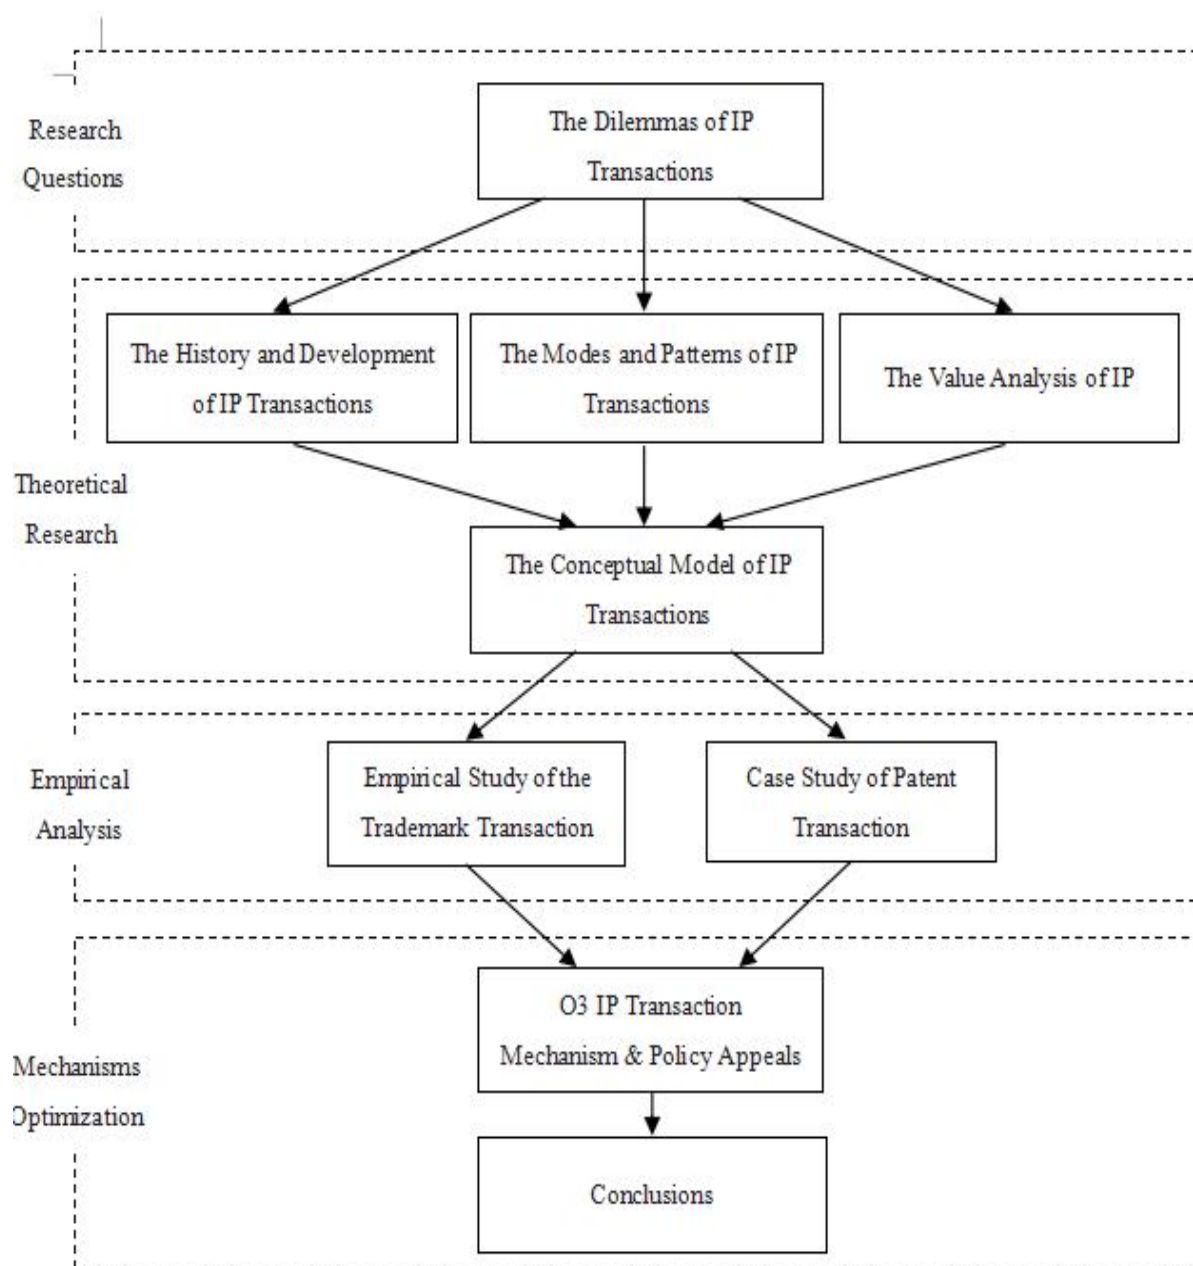 Research
Questions
The Dilemmas of IP
Transactions
The History and Development
of IP Transactions
The Modes and Patterns of IP
Transactions
The Value Analysis of IP
Theoretical
Research
The Conceptual Model of IP
Transactions
Empirical
Analysis
Empirical Study of the
Trademark Transaction
Case Study of Patent
Transaction
Mechanisms
Optimization
O3 IP Transaction
Mechanism & Policy Appeals
Conclusions